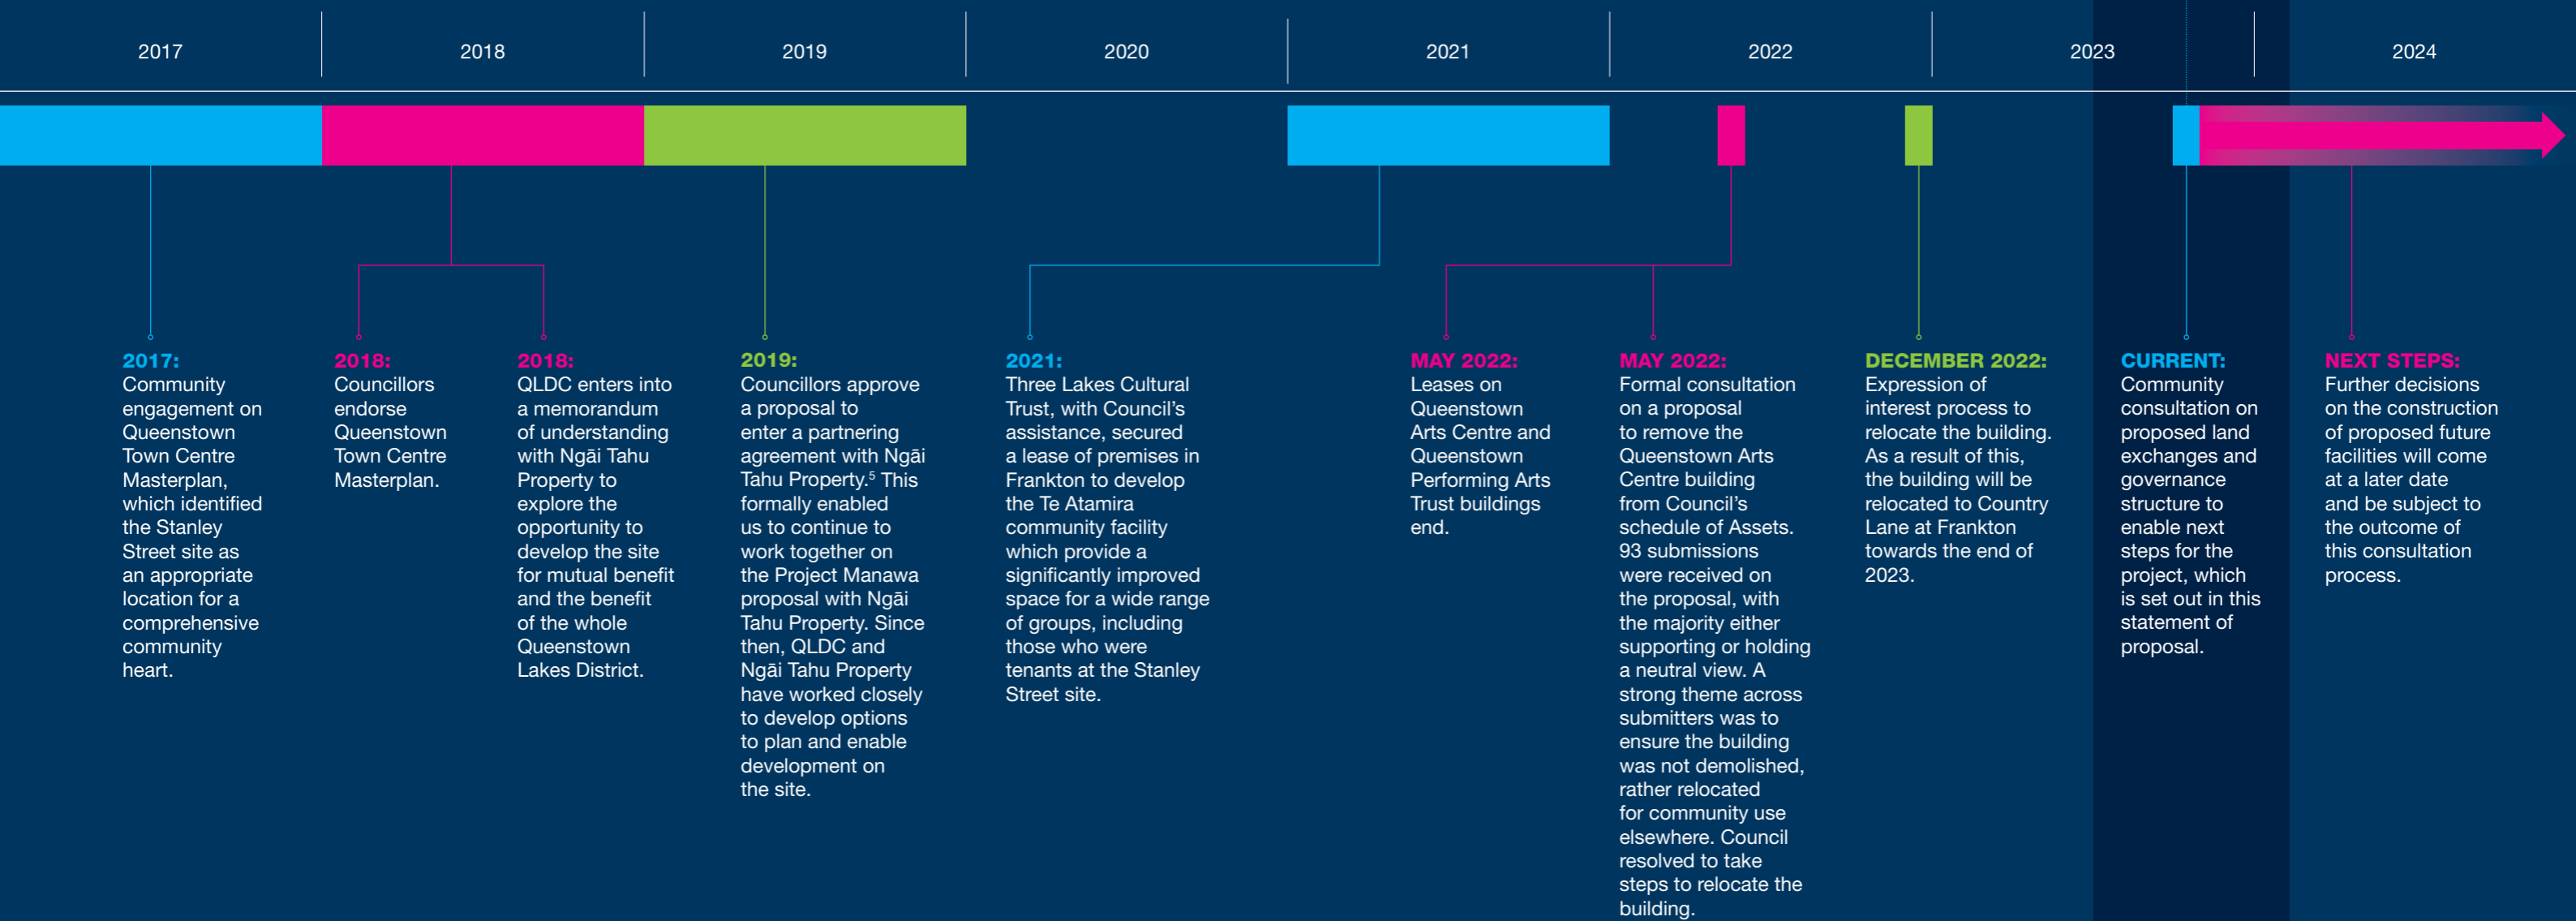 2017
2018
2019
2020
2021
2022
2023
2024
2017:
Community
engagement on
Queenstown
Town Centre
Masterplan,
which identified
the Stanley
Street site as
an appropriate
location for a
comprehensive
community
heart.
2018:
Councillors
endorse
Queenstown
Town Centre
Masterplan.
2018:
QLDC enters into
a memorandum
of understanding
with Ngāi Tahu
Property to
explore the
opportunity to
develop the site
for mutual benefit
and the benefit
of the whole
Queenstown
Lakes District.
2019:
Councillors approve
a proposal to
enter a partnering
agreement with Ngāi
Tahu Property.⁵ This
formally enabled
us to continue to
work together on
the Project Manawa
proposal with Ngāi
Tahu Property. Since
then, QLDC and
Ngāi Tahu Property
have worked closely
to develop options
to plan and enable
development on
the site.
2021:
Three Lakes Cultural
Trust, with Council's
assistance, secured
a lease of premises in
Frankton to develop
the Te Atamira
community facility
which provide a
significantly improved
space for a wide range
of groups, including
those who were
tenants at the Stanley
Street site.
MAY 2022:
Leases on
Queenstown
Arts Centre and
Queenstown
Performing Arts
Trust buildings
end.
MAY 2022:
Formal consultation
on a proposal
to remove the
Queenstown Arts
Centre building
from Council's
schedule of Assets.
93 submissions
were received on
the proposal, with
the majority either
supporting or holding
a neutral view. A
strong theme across
submitters was to
ensure the building
was not demolished,
rather relocated
for community use
elsewhere. Council
resolved to take
steps to relocate the
building.
DECEMBER 2022:
Expression of
interest process to
relocate the building.
As a result of this,
the building will be
relocated to Country
Lane at Frankton
towards the end of
2023.
CURRENT:
Community
consultation on
proposed land
exchanges and
governance
structure to
enable next
steps for the
project, which
is set out in this
statement of
proposal.
NEXT STEPS:
Further decisions
on the construction
of proposed future
facilities will come
at a later date
and be subject to
the outcome of
this consultation
process.